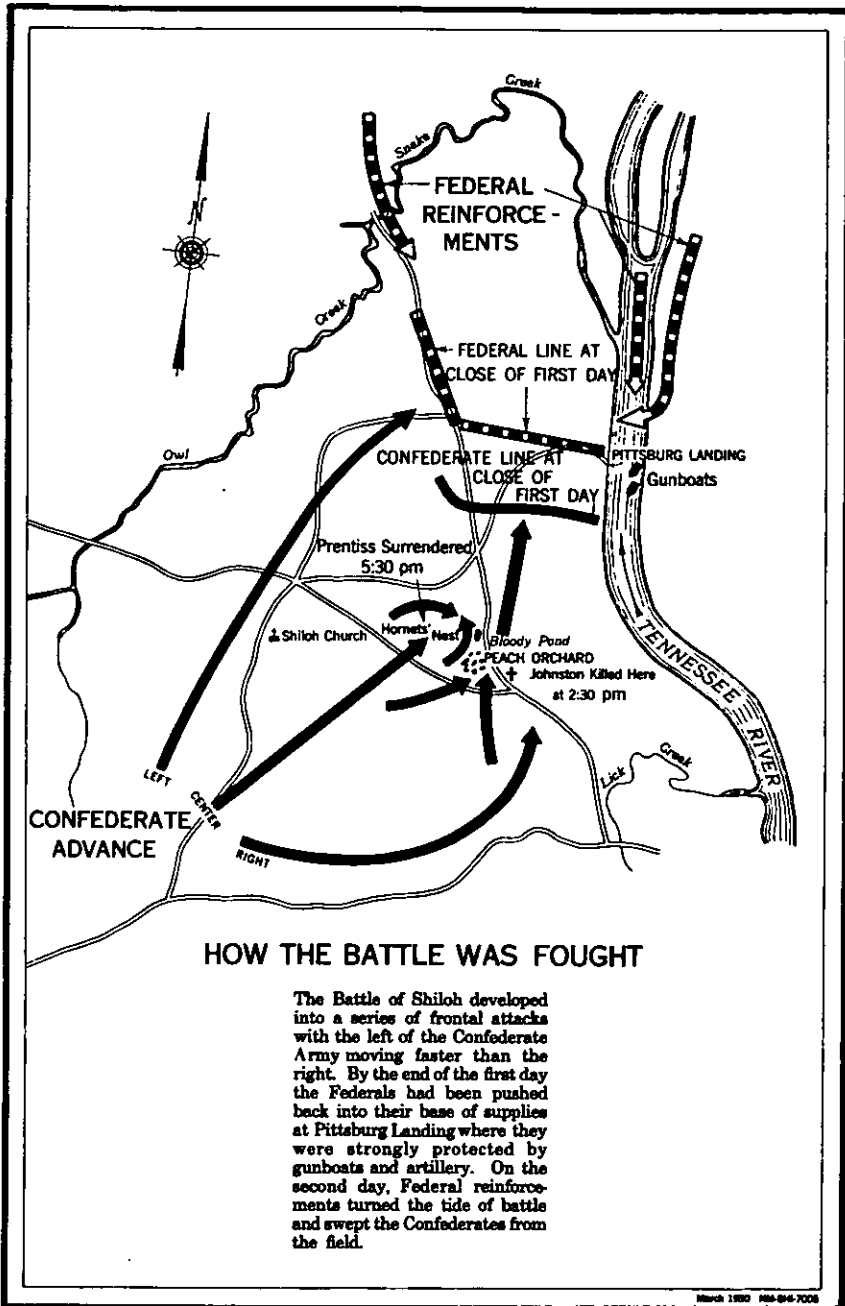 Creek
Snake
N
FEDERAL
REINFORCE-
MENTS
Creek
FEDERAL LINE AT
CLOSE OF FIRST DAY
Owl
CONFEDERATE LINE AT
CLOSE OF
FIRST DAY
PITTSBURG LANDING
Gunboats
Prentiss Surrendered
5:30 pm
Shiloh Church
Hornets' Nest
Bloody Pond
PEACH ORCHARD
Johnston Killed Here
at 2:30 pm
TENNESSEE RIVER
Lick Creek
LEFT
CENTER
RIGHT
CONFEDERATE
ADVANCE
HOW THE BATTLE WAS FOUGHT
The Battle of Shiloh developed
into a series of frontal attacks
with the left of the Confederate
Army moving faster than the
right. By the end of the first day
the Federals had been pushed
back into their base of supplies
at Pittsburg Landing where they
were strongly protected by
gunboats and artillery. On the
second day, Federal reinforce-
ments turned the tide of battle
and swept the Confederates from
the field.
March 1950 NM-SHI-7005